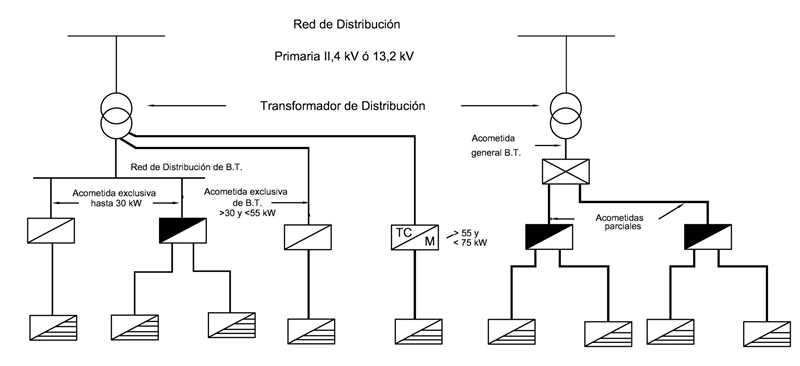 Red de Distribución
Primaria II,4 kV ó 13,2 kV
Transformador de Distribución
Acometida
general B.T.
Red de Distribución de B.T.
Acometida exclusiva
hasta 30 kW
Acometida exclusiva
de B.T.
>30 y <55 kW
TC
M
> 55 y
< 75 kW
Acometidas
parciales